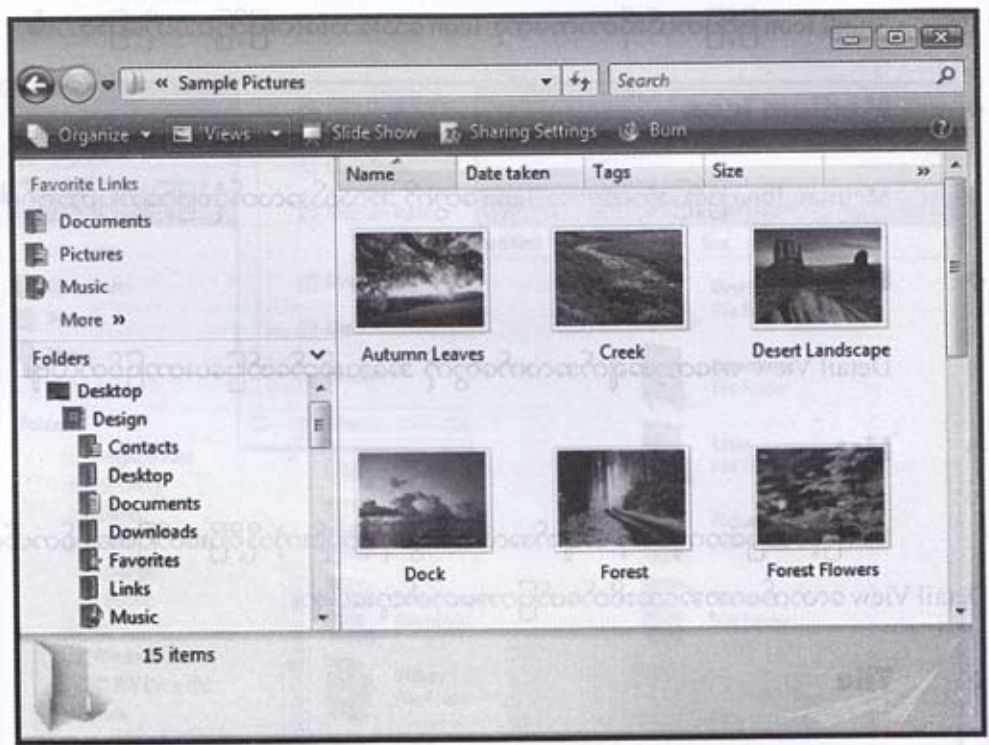 « Sample Pictures
Search
Organize Views Slide Show Sharing Settings Burn
Favorite Links
Documents
Pictures
Music
More »
Folders
Desktop
Design
Contacts
Desktop
Documents
Downloads
Favorites
Links
Music
Name Date taken Tags Size »
Autumn Leaves Creek Desert Landscape
Dock Forest Forest Flowers
15 items